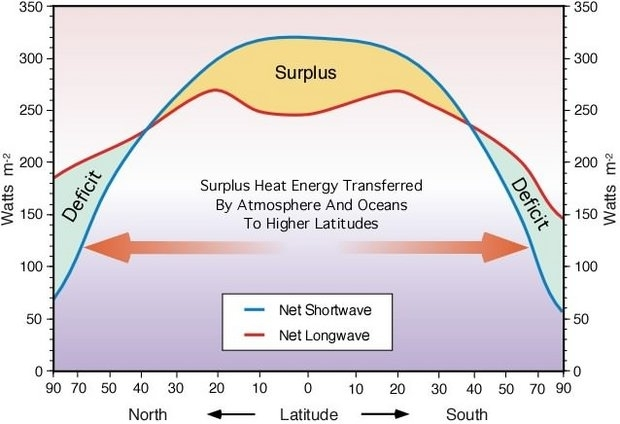 350
300
250
200
150
100
50
0
Watts m-2
350
300
250
200
150
100
50
0
Watts m-2
Surplus
Deficit
Deficit
Surplus Heat Energy Transferred
By Atmosphere And Oceans
To Higher Latitudes
Net Shortwave
Net Longwave
90 70 50 40 30 20 10 0 10 20 30 40 50 70 90
North Latitude South